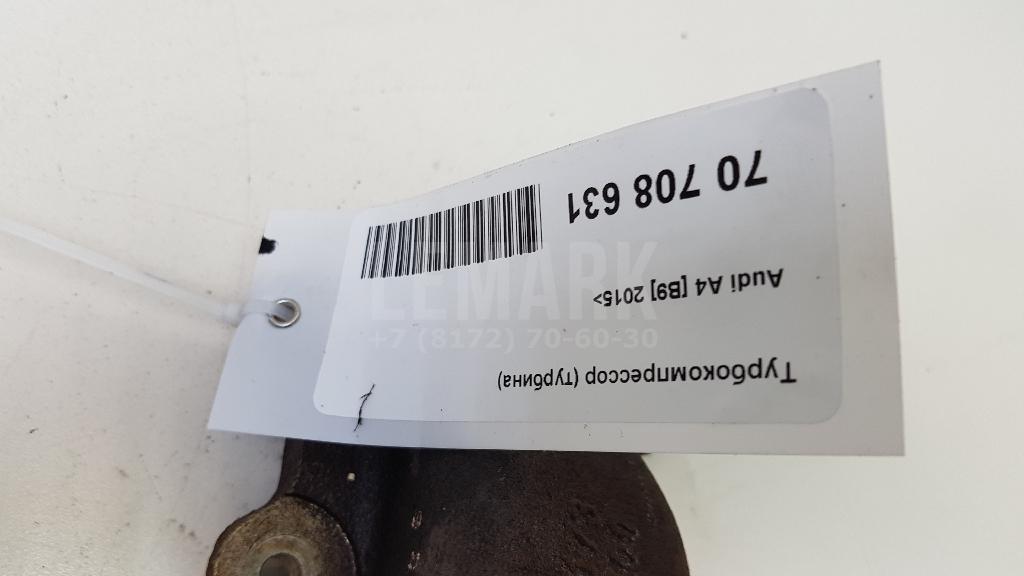 Турбокомпрессор (турбина)
Audi A4 [B9] 2015>
70 708 631
LEMARK
+7 (8172) 70-60-30